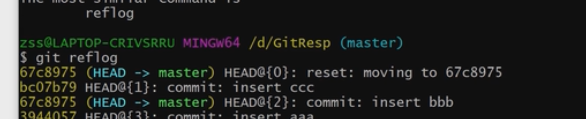 The most similar command is
reflog
zss@LAPTOP-CRIVSRRU MINGW64 /d/GitResp (master)
$ git reflog
67c8975 (HEAD -> master) HEAD@{0}: reset: moving to 67c8975
bc07b79 HEAD@{1}: commit: insert ccc
67c8975 (HEAD -> master) HEAD@{2}: commit: insert bbb
3944057 HEAD@{3}: commit: insert aaa